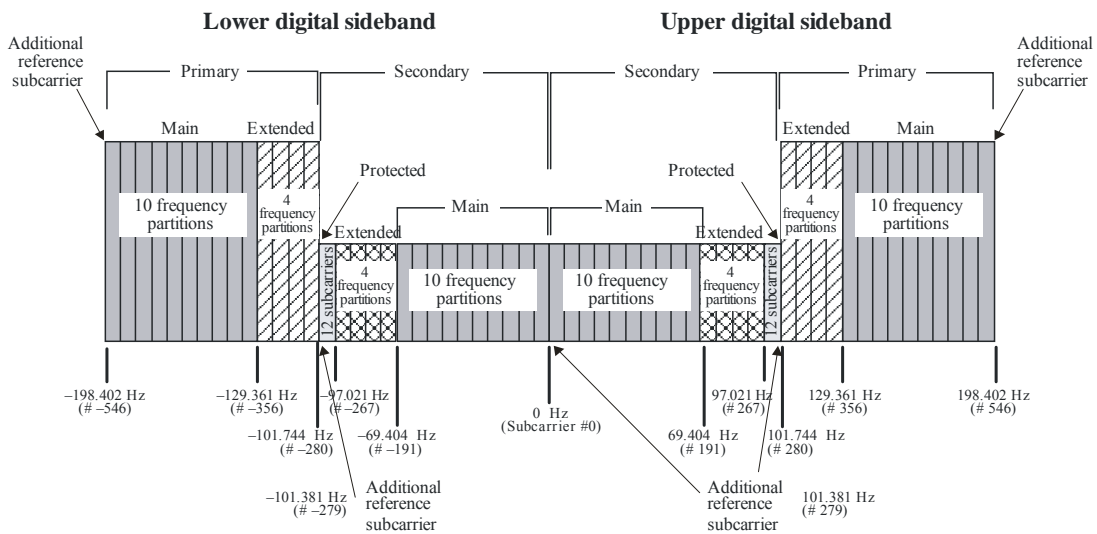 Lower digital sideband
Upper digital sideband
Additional
reference
subcarrier
Primary
Secondary
Secondary
Primary
Additional
reference
subcarrier
Main
Extended
Extended
Main
Protected
Protected
10 frequency
partitions
4
frequency
partitions
Main
Main
4
frequency
partitions
10 frequency
partitions
Extended
Extended
12 subcarriers
4
frequency
partitions
10 frequency
partitions
10 frequency
partitions
4
frequency
partitions
12 subcarriers
–198.402 Hz
(# –546)
–129.361 Hz
(# –356)
–97.021 Hz
(# –267)
0 Hz
(Subcarrier #0)
97.021 Hz
(# 267)
129.361 Hz
(# 356)
198.402 Hz
(# 546)
–101.744 Hz
(# –280)
–69.404 Hz
(# –191)
69.404 Hz
(# 191)
101.744 Hz
(# 280)
–101.381 Hz
(# –279)
Additional
reference
subcarrier
Additional
reference
subcarrier
101.381 Hz
(# 279)